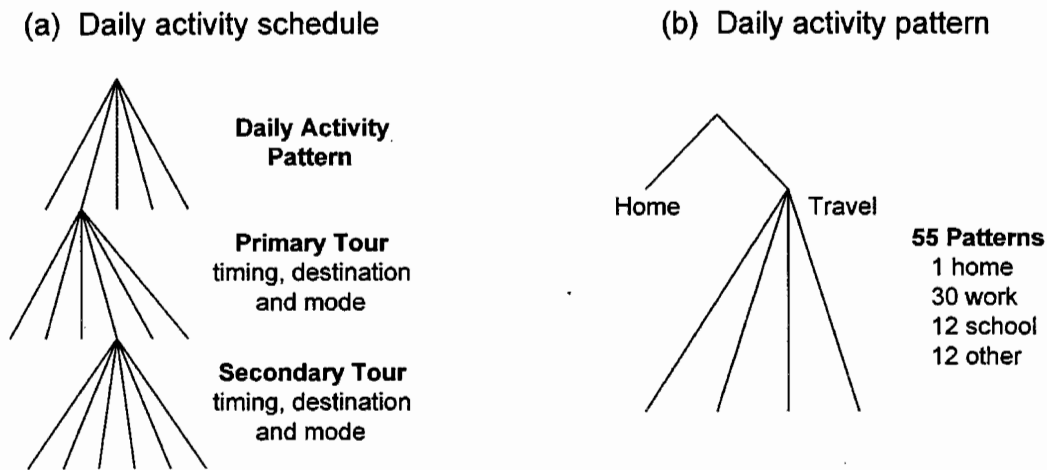 (a) Daily activity schedule
Daily Activity
Pattern
Primary Tour
timing, destination
and mode
Secondary Tour
timing, destination
and mode
(b) Daily activity pattern
Home
Travel
55 Patterns
1 home
30 work
12 school
12 other